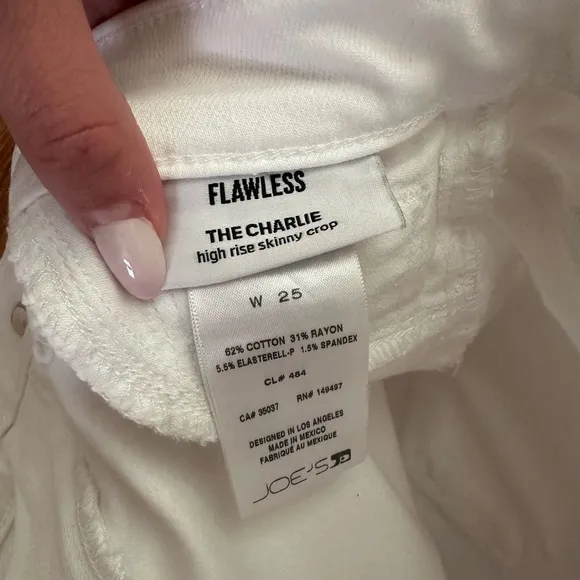 FLAWLESS
THE CHARLIE
high rise skinny crop
W 25
62% COTTON 31% RAYON
5.5% ELASTERELL-P 1.5% SPANDEX
CL# 484
CA# 35037 RN# 149497
DESIGNED IN LOS ANGELES
MADE IN MEXICO
FABRIQUE AU MEXIQUE
JOE'S